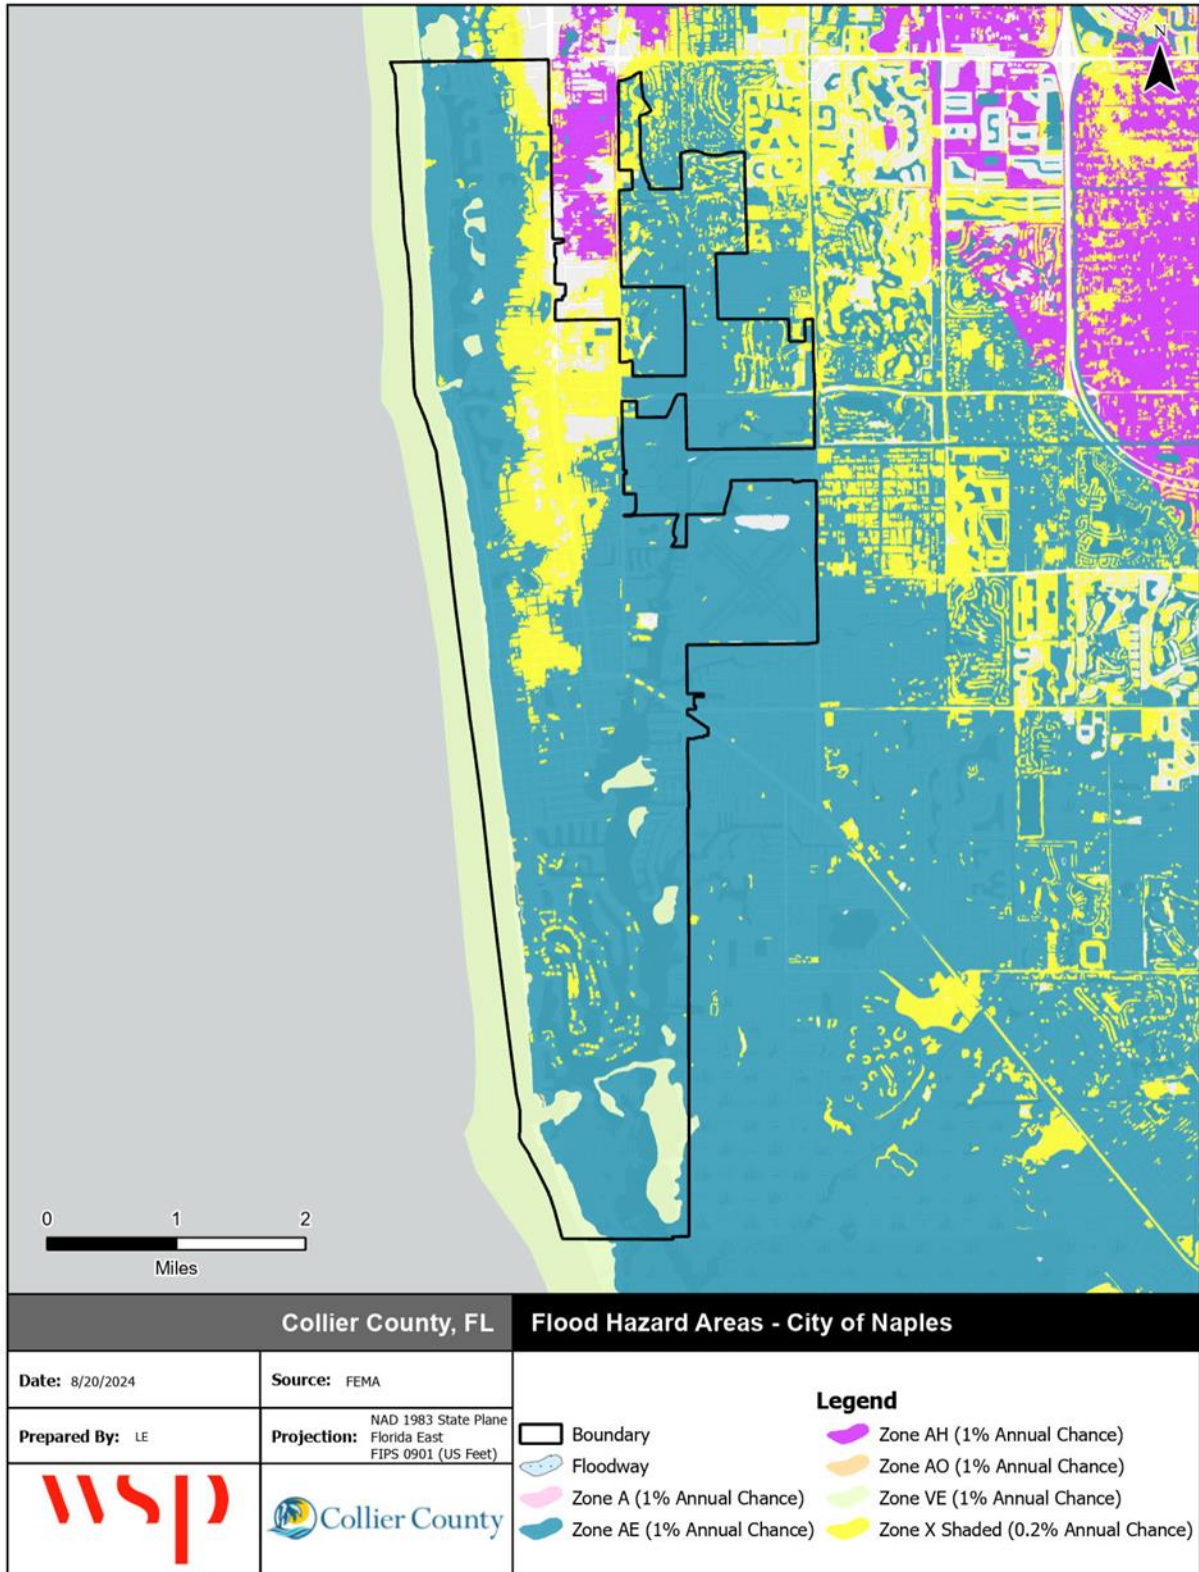 N
0 1 2
Miles
Collier County, FL
Flood Hazard Areas - City of Naples
Date: 8/20/2024
Source: FEMA
Prepared By: LE
Projection: NAD 1983 State Plane
Florida East
FIPS 0901 (US Feet)
wsp
Collier County
Legend
Boundary
Floodway
Zone A (1% Annual Chance)
Zone AE (1% Annual Chance)
Zone AH (1% Annual Chance)
Zone AO (1% Annual Chance)
Zone VE (1% Annual Chance)
Zone X Shaded (0.2% Annual Chance)